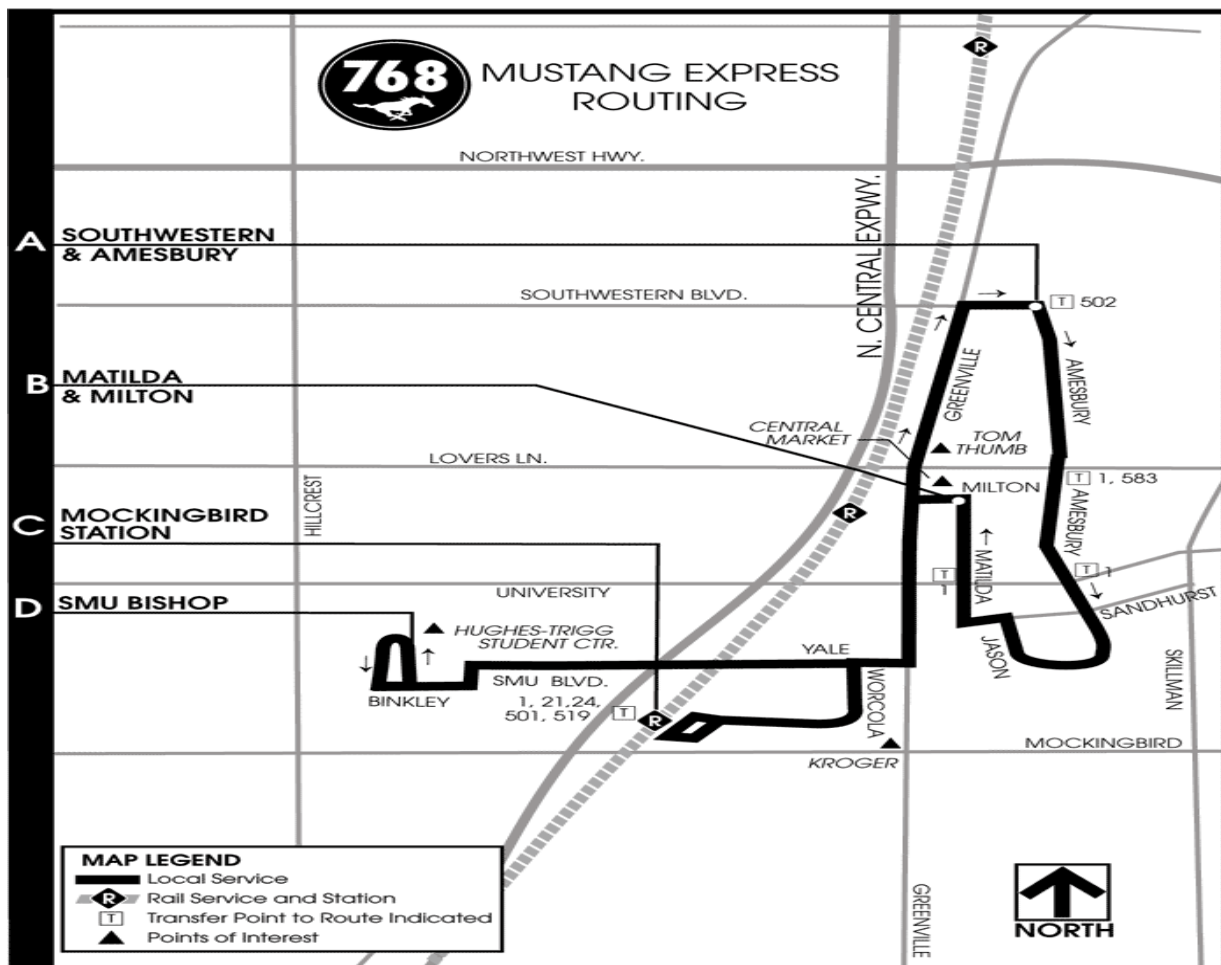 768
MUSTANG EXPRESS
ROUTING
NORTHWEST HWY.
N. CENTRAL EXPWY.
A
SOUTHWESTERN
& AMESBURY
SOUTHWESTERN BLVD.
T 502
B
MATILDA
& MILTON
GREENVILLE
AMESBURY
CENTRAL
MARKET
TOM
THUMB
LOVERS LN.
HILLCREST
MILTON
T 1, 583
AMESBURY
C
MOCKINGBIRD
STATION
R
R
MATILDA
T
1
T 1
UNIVERSITY
SANDHURST
D
SMU BISHOP
HUGHES-TRIGG
STUDENT CTR.
YALE
JASON
SKILLMAN
BINKLEY
SMU BLVD.
1, 21,24,
501, 519
T
R
WORCOLA
MOCKINGBIRD
KROGER
MAP LEGEND
Local Service
R Rail Service and Station
T Transfer Point to Route Indicated
Points of Interest
GREENVILLE
NORTH